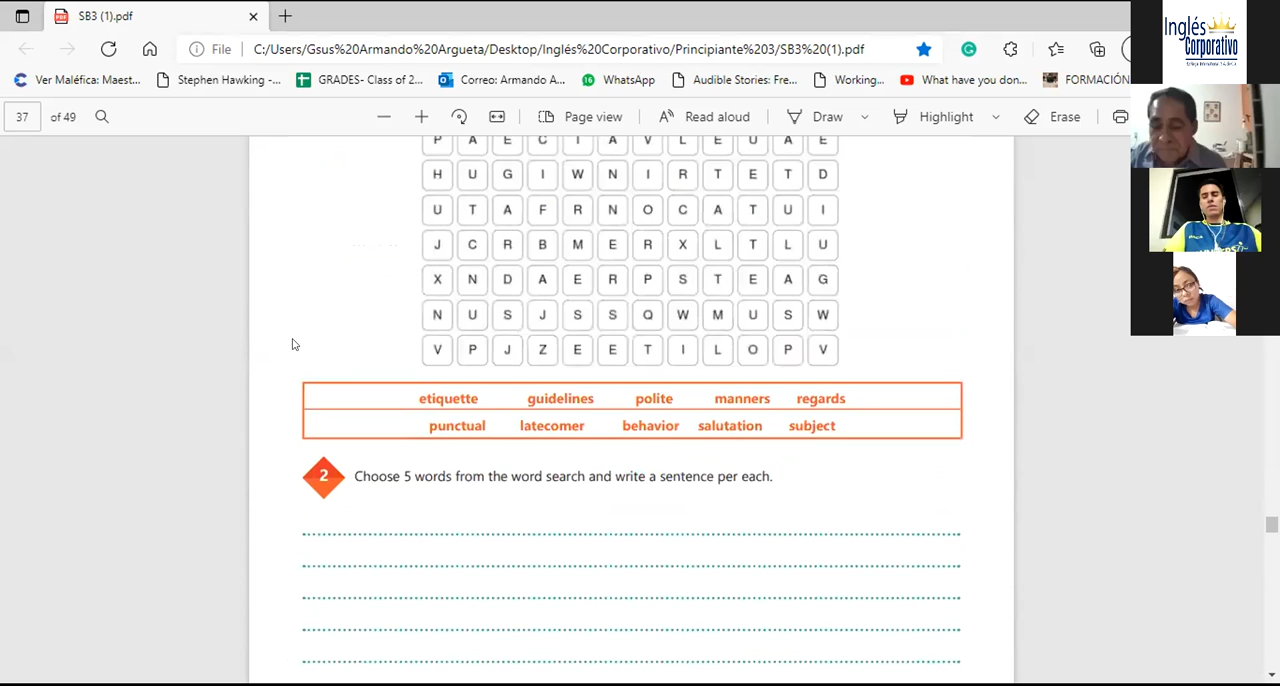 SB3 (1).pdf
File C:/Users/Gsus%20Armando%20Argueta/Desktop/Inglés%20Corporativo/Principiante%203/SB3%20(1).pdf
Inglés
Corporativo
Ver Maléfica: Maest... Stephen Hawking -... GRADES- Class of 2... Correo: Armando A... WhatsApp Audible Stories: Fre... Working... What have you don... FORMACIÓN
37 of 49 Page view Read aloud Draw Highlight Erase
P A E C I A V L E U A E
H U G I W N I R T E T D
U T A F R N O C A T U I
J C R B M E R X L T L U
X N D A E R P S T E A G
N U S J S S Q W M U S W
V P J Z E E T I L O P V
etiquette guidelines polite manners regards
punctual latecomer behavior salutation subject
2 Choose 5 words from the word search and write a sentence per each.